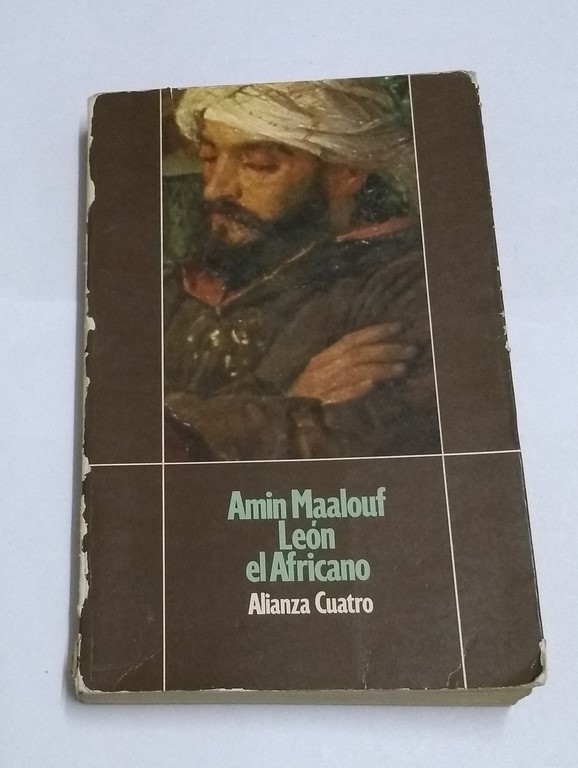 Amin Maalouf
León
el Africano
Alianza Cuatro